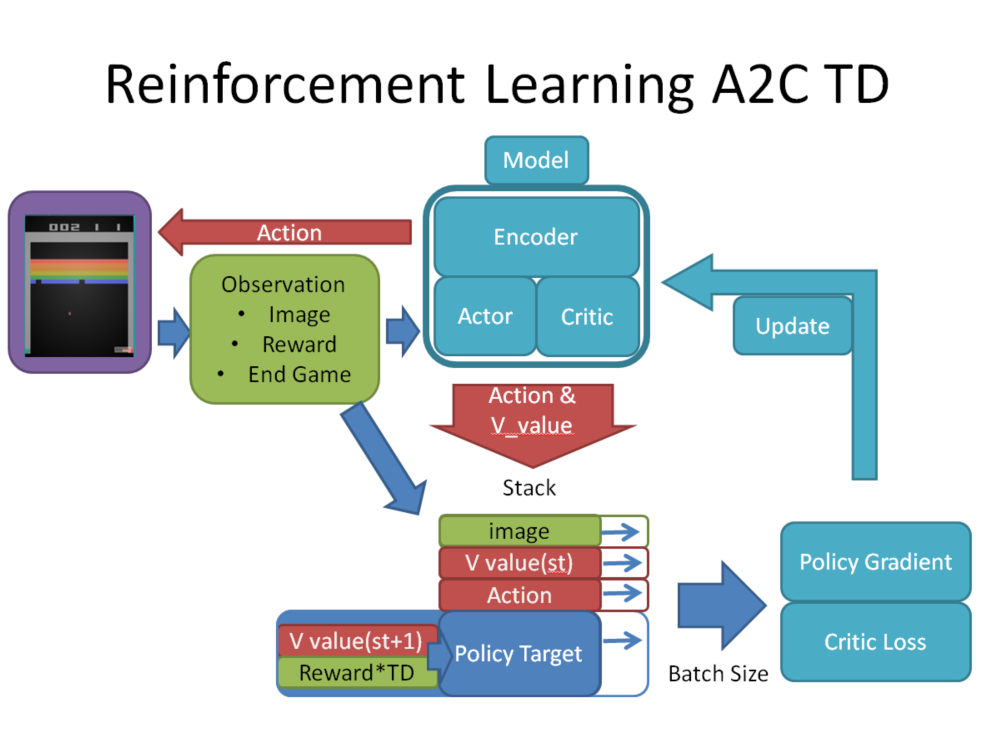 Reinforcement Learning A2C TD
Model
002 1 1
Action
Encoder
Observation
• Image
• Reward
• End Game
Actor
Critic
Update
Action &
V_value
Stack
image
V value(st)
Action
V value(st+1)
Reward*TD
Policy Target
Batch Size
Policy Gradient
Critic Loss